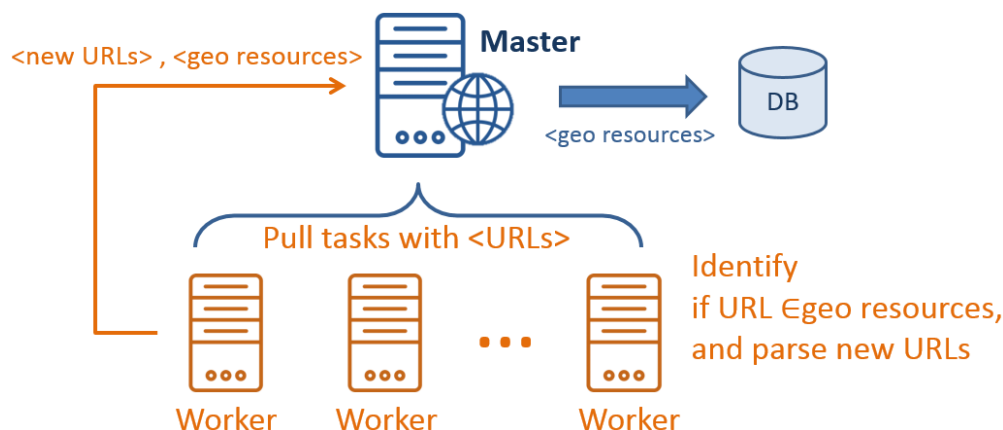 Master
<new URLs> , <geo resources>
DB
<geo resources>
Pull tasks with <URLs>
Identify
if URL ∈geo resources,
and parse new URLs
Worker
Worker
Worker